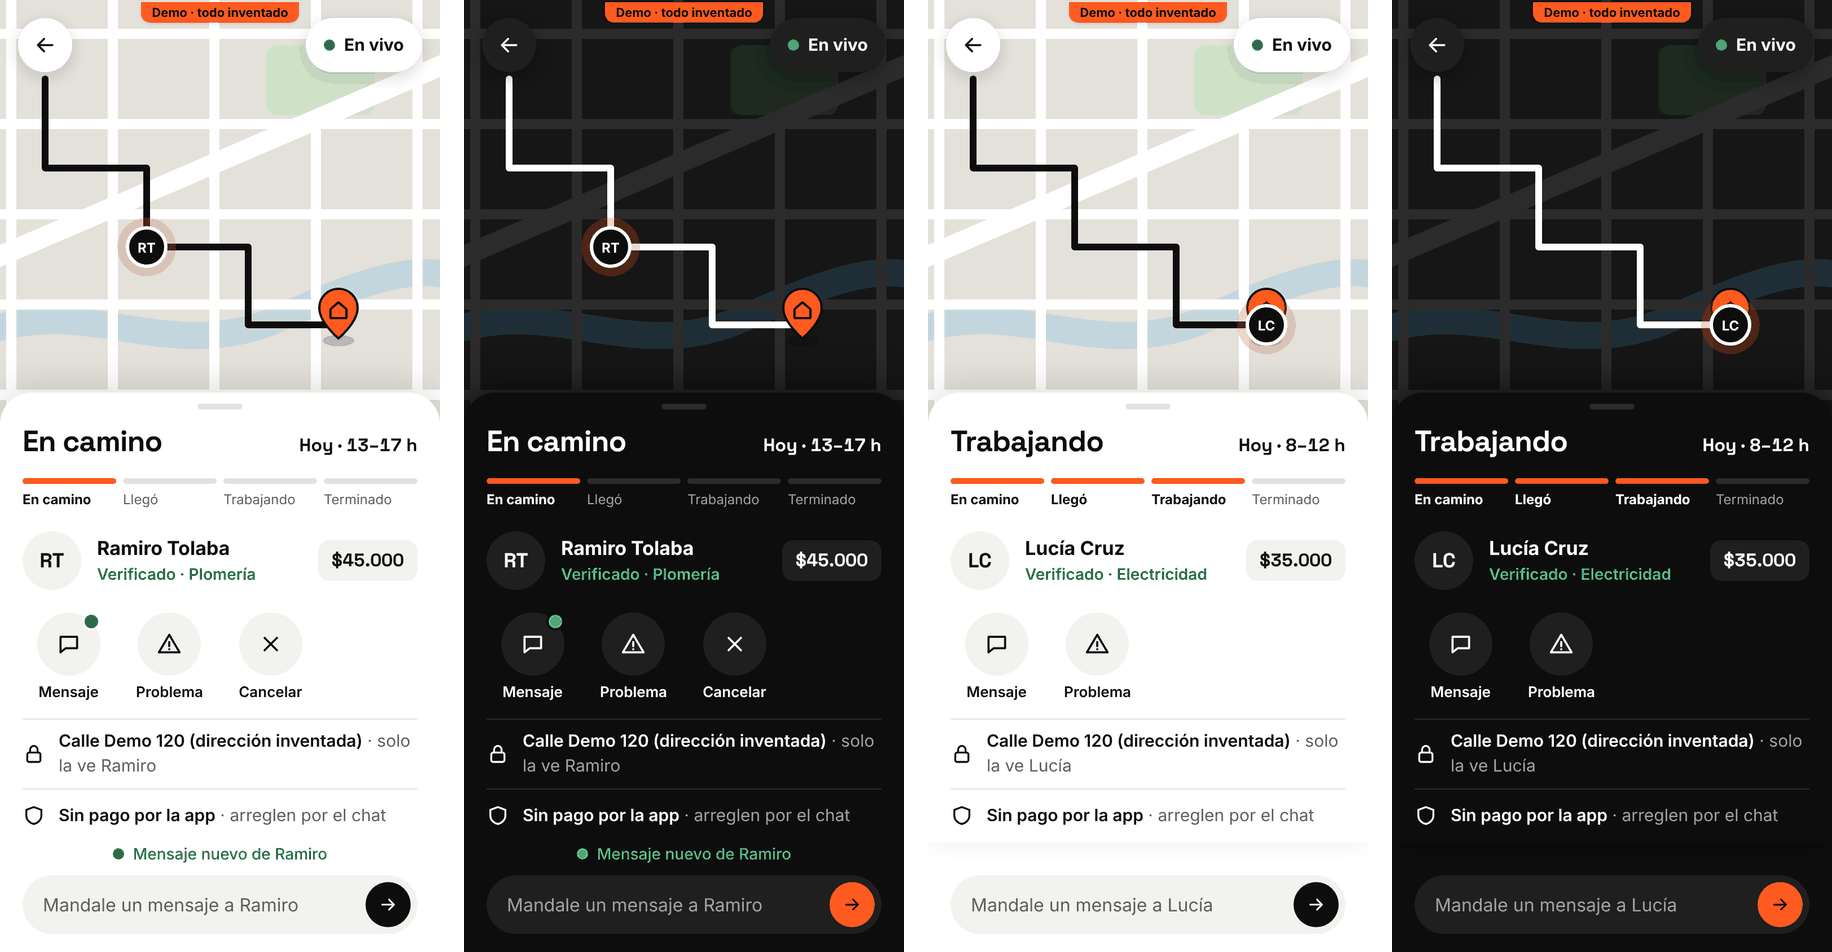 Demo · todo inventado
En vivo
RT
En camino
Hoy · 13–17 h
En camino
Llegó
Trabajando
Terminado
RT
Ramiro Tolaba
Verificado · Plomería
$45.000
Mensaje
Problema
Cancelar
Calle Demo 120 (dirección inventada) · solo
la ve Ramiro
Sin pago por la app · arreglen por el chat
Mensaje nuevo de Ramiro
Mandale un mensaje a Ramiro
Demo · todo inventado
En vivo
RT
En camino
Hoy · 13–17 h
En camino
Llegó
Trabajando
Terminado
RT
Ramiro Tolaba
Verificado · Plomería
$45.000
Mensaje
Problema
Cancelar
Calle Demo 120 (dirección inventada) · solo
la ve Ramiro
Sin pago por la app · arreglen por el chat
Mensaje nuevo de Ramiro
Mandale un mensaje a Ramiro
Demo · todo inventado
En vivo
LC
Trabajando
Hoy · 8–12 h
En camino
Llegó
Trabajando
Terminado
LC
Lucía Cruz
Verificado · Electricidad
$35.000
Mensaje
Problema
Calle Demo 120 (dirección inventada) · solo
la ve Lucía
Sin pago por la app · arreglen por el chat
Mandale un mensaje a Lucía
Demo · todo inventado
En vivo
LC
Trabajando
Hoy · 8–12 h
En camino
Llegó
Trabajando
Terminado
LC
Lucía Cruz
Verificado · Electricidad
$35.000
Mensaje
Problema
Calle Demo 120 (dirección inventada) · solo
la ve Lucía
Sin pago por la app · arreglen por el chat
Mandale un mensaje a Lucía